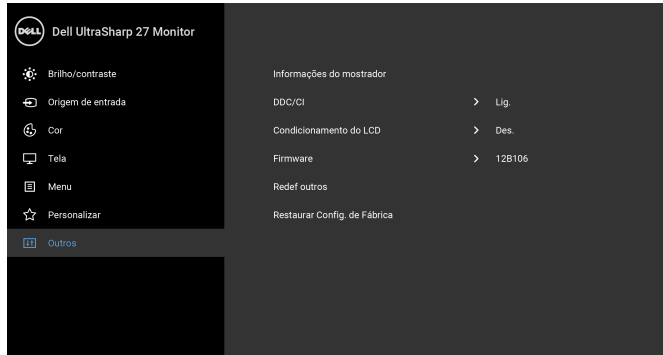 DELL Dell UltraSharp 27 Monitor
Brilho/contraste
Origem de entrada
Cor
Tela
Menu
Personalizar
Outros
Informações do mostrador
DDC/CI > Lig.
Condicionamento do LCD > Des.
Firmware > 12B106
Redef outros
Restaurar Config. de Fábrica